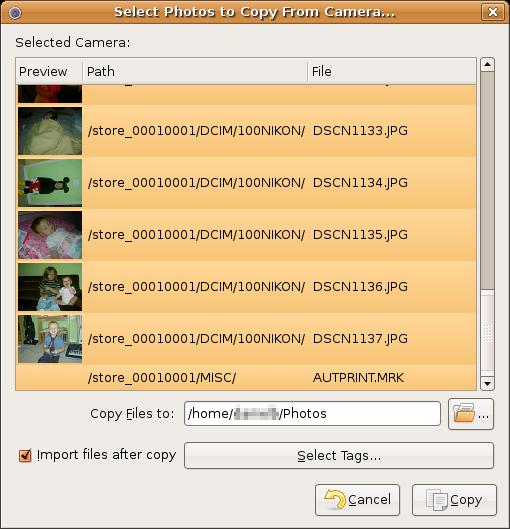 Select Photos to Copy From Camera...
Selected Camera:
Preview Path File
/store_00010001/DCIM/100NIKON/ DSCN1133.JPG
/store_00010001/DCIM/100NIKON/ DSCN1134.JPG
/store_00010001/DCIM/100NIKON/ DSCN1135.JPG
/store_00010001/DCIM/100NIKON/ DSCN1136.JPG
/store_00010001/DCIM/100NIKON/ DSCN1137.JPG
/store_00010001/MISC/ AUTPRINT.MRK
Copy Files to: /home/ /Photos ...
Import files after copy Select Tags...
Cancel Copy